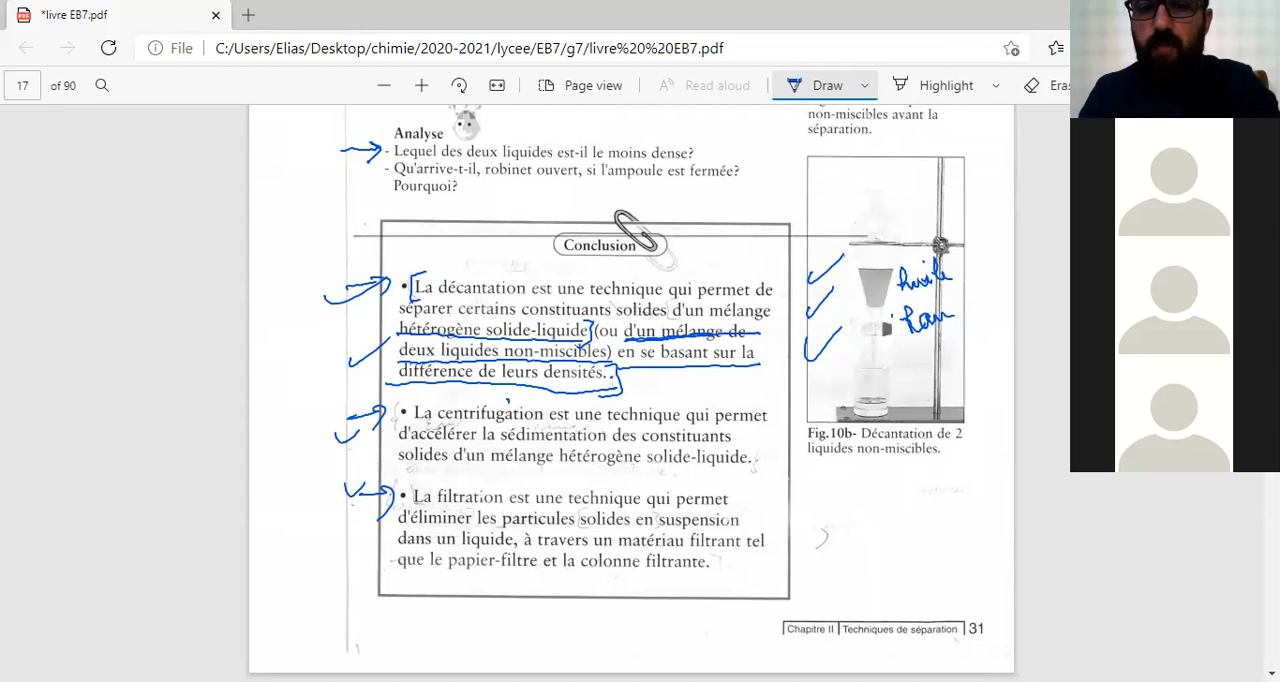 *livre EB7.pdf
File
C:/Users/Elias/Desktop/chimie/2020-2021/lycee/EB7/g7/livre%20%20EB7.pdf
17 of 90
Page view
Read aloud
Draw
Highlight
Eras
non-miscibles avant la
séparation.
Analyse
- Lequel des deux liquides est-il le moins dense?
- Qu'arrive-t-il, robinet ouvert, si l'ampoule est fermée?
Pourquoi?
Conclusion
• La décantation est une technique qui permet de
séparer certains constituants solides d'un mélange
hétérogène solide-liquide (ou d'un mélange de
deux liquides non-miscibles) en se basant sur la
différence de leurs densités.
• La centrifugation est une technique qui permet
d'accélérer la sédimentation des constituants
solides d'un mélange hétérogène solide-liquide.
• La filtration est une technique qui permet
d'éliminer les particules solides en suspension
dans un liquide, à travers un matériau filtrant tel
que le papier-filtre et la colonne filtrante.
huile
Fig.10b- Décantation de 2
liquides non-miscibles.
Chapitre II Techniques de séparation 31